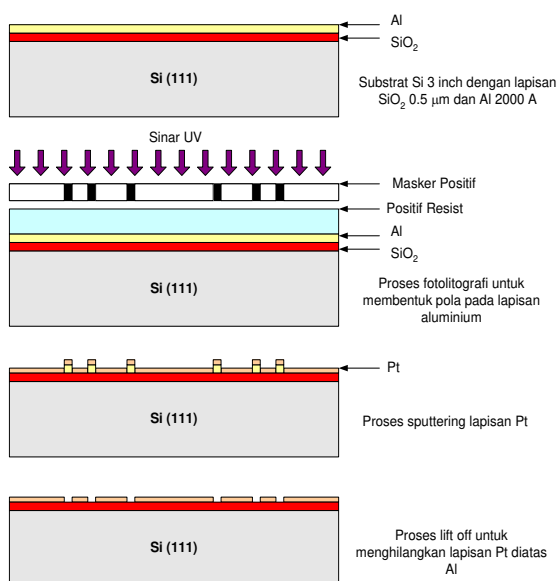 Al
SiO2
Si (111)
Substrat Si 3 inch dengan lapisan
SiO2 0.5 µm dan Al 2000 A
Sinar UV
Masker Positif
Positif Resist
Al
SiO2
Si (111)
Proses fotolitografi untuk
membentuk pola pada lapisan
aluminium
Pt
Si (111)
Proses sputtering lapisan Pt
Si (111)
Proses lift off untuk
menghilangkan lapisan Pt diatas
Al